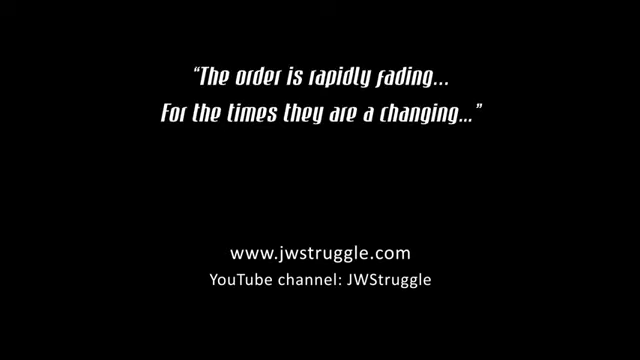 “The order is rapidly fading...
For the times they are a changing...”
www.jwstruggle.com
YouTube channel: JWStruggle